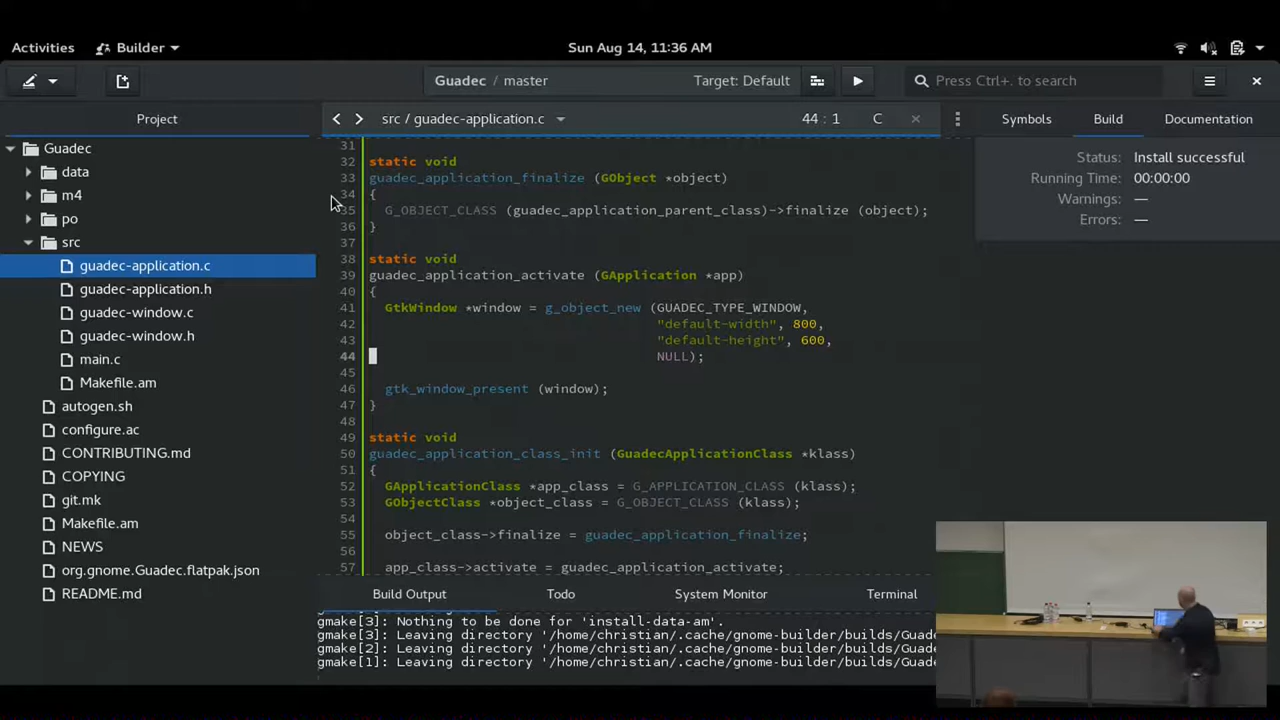 Activities Builder Sun Aug 14, 11:36 AM
Guadec / master Target: Default Press Ctrl+. to search
Project
Guadec
data
m4
po
src
guadec-application.c
guadec-application.h
guadec-window.c
guadec-window.h
main.c
Makefile.am
autogen.sh
configure.ac
CONTRIBUTING.md
COPYING
git.mk
Makefile.am
NEWS
org.gnome.Guadec.flatpak.json
README.md
src / guadec-application.c 44 : 1 C
31
32 static void
33 guadec_application_finalize (GObject *object)
34 {
35 G_OBJECT_CLASS (guadec_application_parent_class)->finalize (object);
36 }
37
38 static void
39 guadec_application_activate (GApplication *app)
40 {
41 GtkWindow *window = g_object_new (GUADEC_TYPE_WINDOW,
42 "default-width", 800,
43 "default-height", 600,
44 NULL);
45
46 gtk_window_present (window);
47 }
48
49 static void
50 guadec_application_class_init (GuadecApplicationClass *klass)
51 {
52 GApplicationClass *app_class = G_APPLICATION_CLASS (klass);
53 GObjectClass *object_class = G_OBJECT_CLASS (klass);
54
55 object_class->finalize = guadec_application_finalize;
56
57 app_class->activate = guadec_application_activate;
Build Output Todo System Monitor Terminal
gmake[3]: Nothing to be done for 'install-data-am'.
gmake[3]: Leaving directory '/home/christian/.cache/gnome-builder/builds/Guade
gmake[2]: Leaving directory '/home/christian/.cache/gnome-builder/builds/Guade
gmake[1]: Leaving directory '/home/christian/.cache/gnome-builder/builds/Guade
Symbols Build Documentation
Status: Install successful
Running Time: 00:00:00
Warnings: —
Errors: —